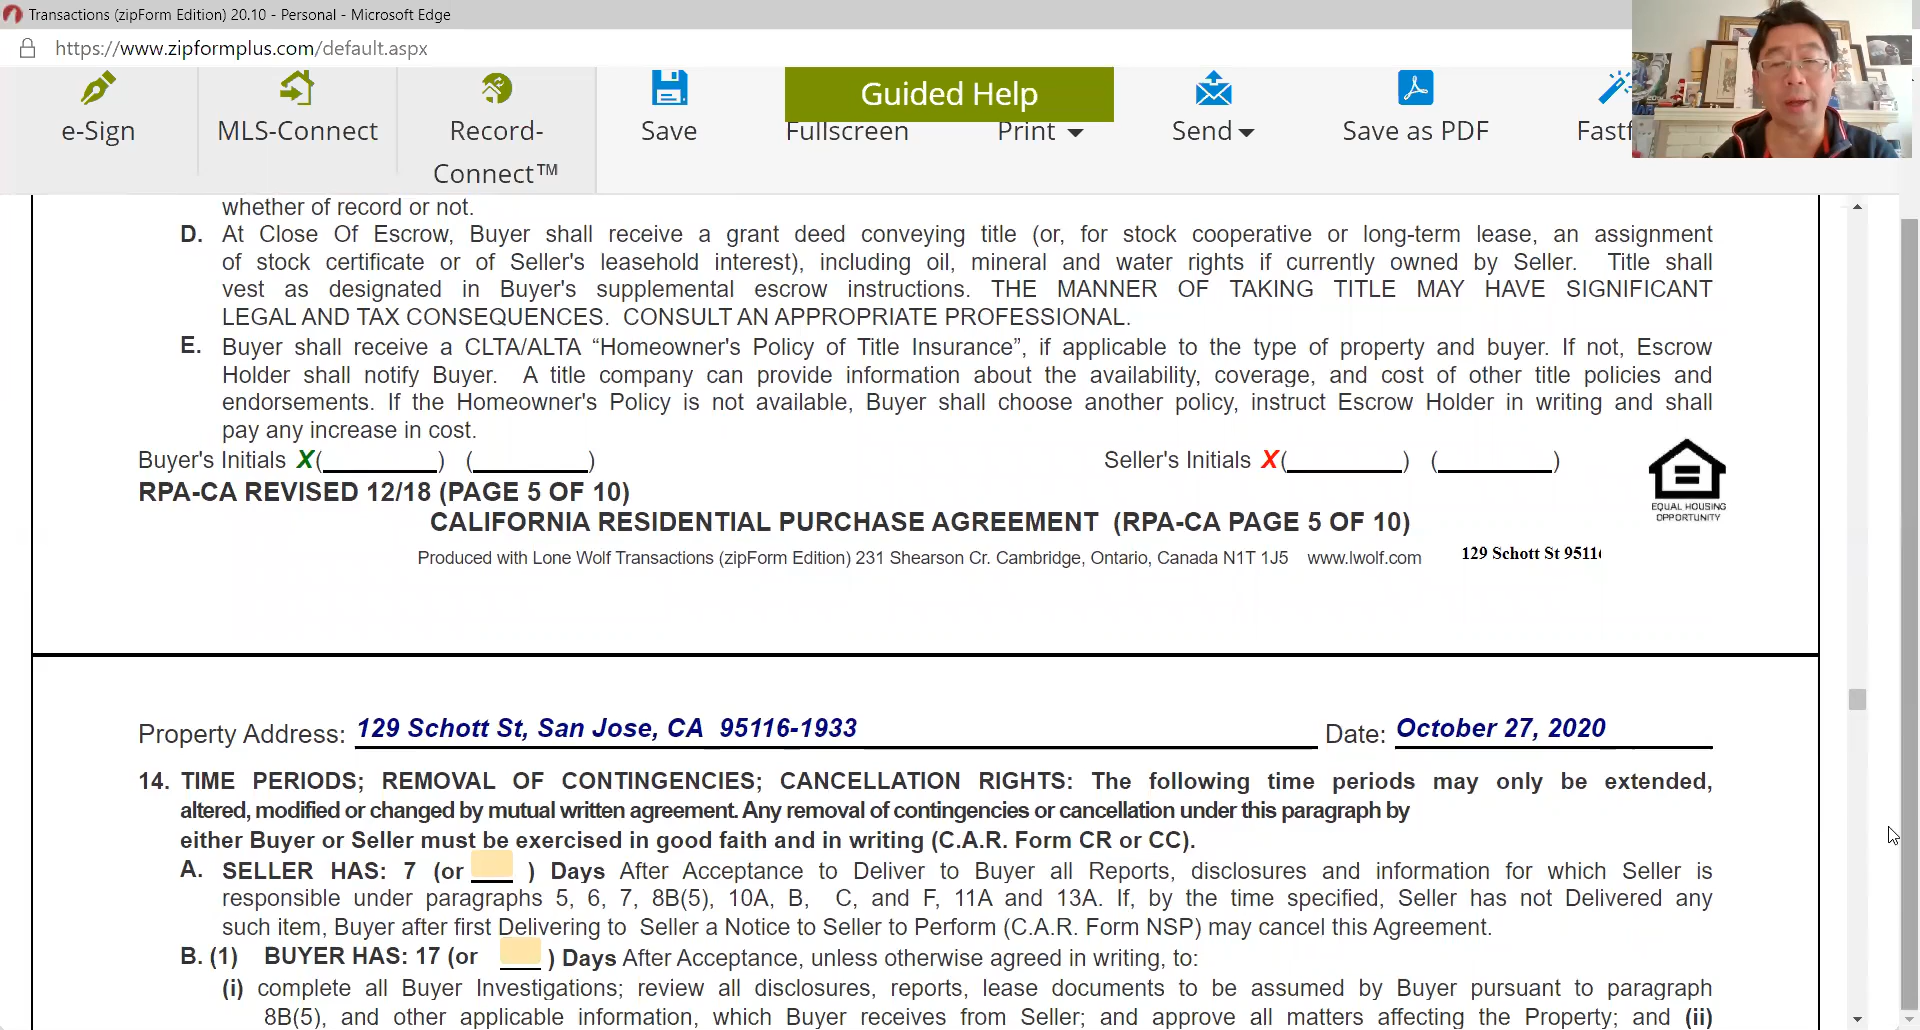 Transactions (zipForm Edition) 20.10 - Personal - Microsoft Edge
https://www.zipformplus.com/default.aspx
e-Sign
MLS-Connect
Record-
Connect™
Save
Guided Help
Fullscreen
Print
Send
Save as PDF
whether of record or not.
D. At Close Of Escrow, Buyer shall receive a grant deed conveying title (or, for stock cooperative or long-term lease, an assignment
of stock certificate or of Seller's leasehold interest), including oil, mineral and water rights if currently owned by Seller. Title shall
vest as designated in Buyer's supplemental escrow instructions. THE MANNER OF TAKING TITLE MAY HAVE SIGNIFICANT
LEGAL AND TAX CONSEQUENCES. CONSULT AN APPROPRIATE PROFESSIONAL.
E. Buyer shall receive a CLTA/ALTA “Homeowner's Policy of Title Insurance”, if applicable to the type of property and buyer. If not, Escrow
Holder shall notify Buyer. A title company can provide information about the availability, coverage, and cost of other title policies and
endorsements. If the Homeowner's Policy is not available, Buyer shall choose another policy, instruct Escrow Holder in writing and shall
pay any increase in cost.
Buyer's Initials X( ) ( ) Seller's Initials X( ) ( )
RPA-CA REVISED 12/18 (PAGE 5 OF 10)
EQUAL HOUSING
OPPORTUNITY
CALIFORNIA RESIDENTIAL PURCHASE AGREEMENT (RPA-CA PAGE 5 OF 10)
Produced with Lone Wolf Transactions (zipForm Edition) 231 Shearson Cr. Cambridge, Ontario, Canada N1T 1J5 www.lwolf.com 129 Schott St 95116
Property Address: 129 Schott St, San Jose, CA 95116-1933 Date: October 27, 2020
14. TIME PERIODS; REMOVAL OF CONTINGENCIES; CANCELLATION RIGHTS: The following time periods may only be extended,
altered, modified or changed by mutual written agreement. Any removal of contingencies or cancellation under this paragraph by
either Buyer or Seller must be exercised in good faith and in writing (C.A.R. Form CR or CC).
A. SELLER HAS: 7 (or ) Days After Acceptance to Deliver to Buyer all Reports, disclosures and information for which Seller is
responsible under paragraphs 5, 6, 7, 8B(5), 10A, B, C, and F, 11A and 13A. If, by the time specified, Seller has not Delivered any
such item, Buyer after first Delivering to Seller a Notice to Seller to Perform (C.A.R. Form NSP) may cancel this Agreement.
B. (1) BUYER HAS: 17 (or ) Days After Acceptance, unless otherwise agreed in writing, to:
(i) complete all Buyer Investigations; review all disclosures, reports, lease documents to be assumed by Buyer pursuant to paragraph
8B(5), and other applicable information, which Buyer receives from Seller; and approve all matters affecting the Property; and (ii)